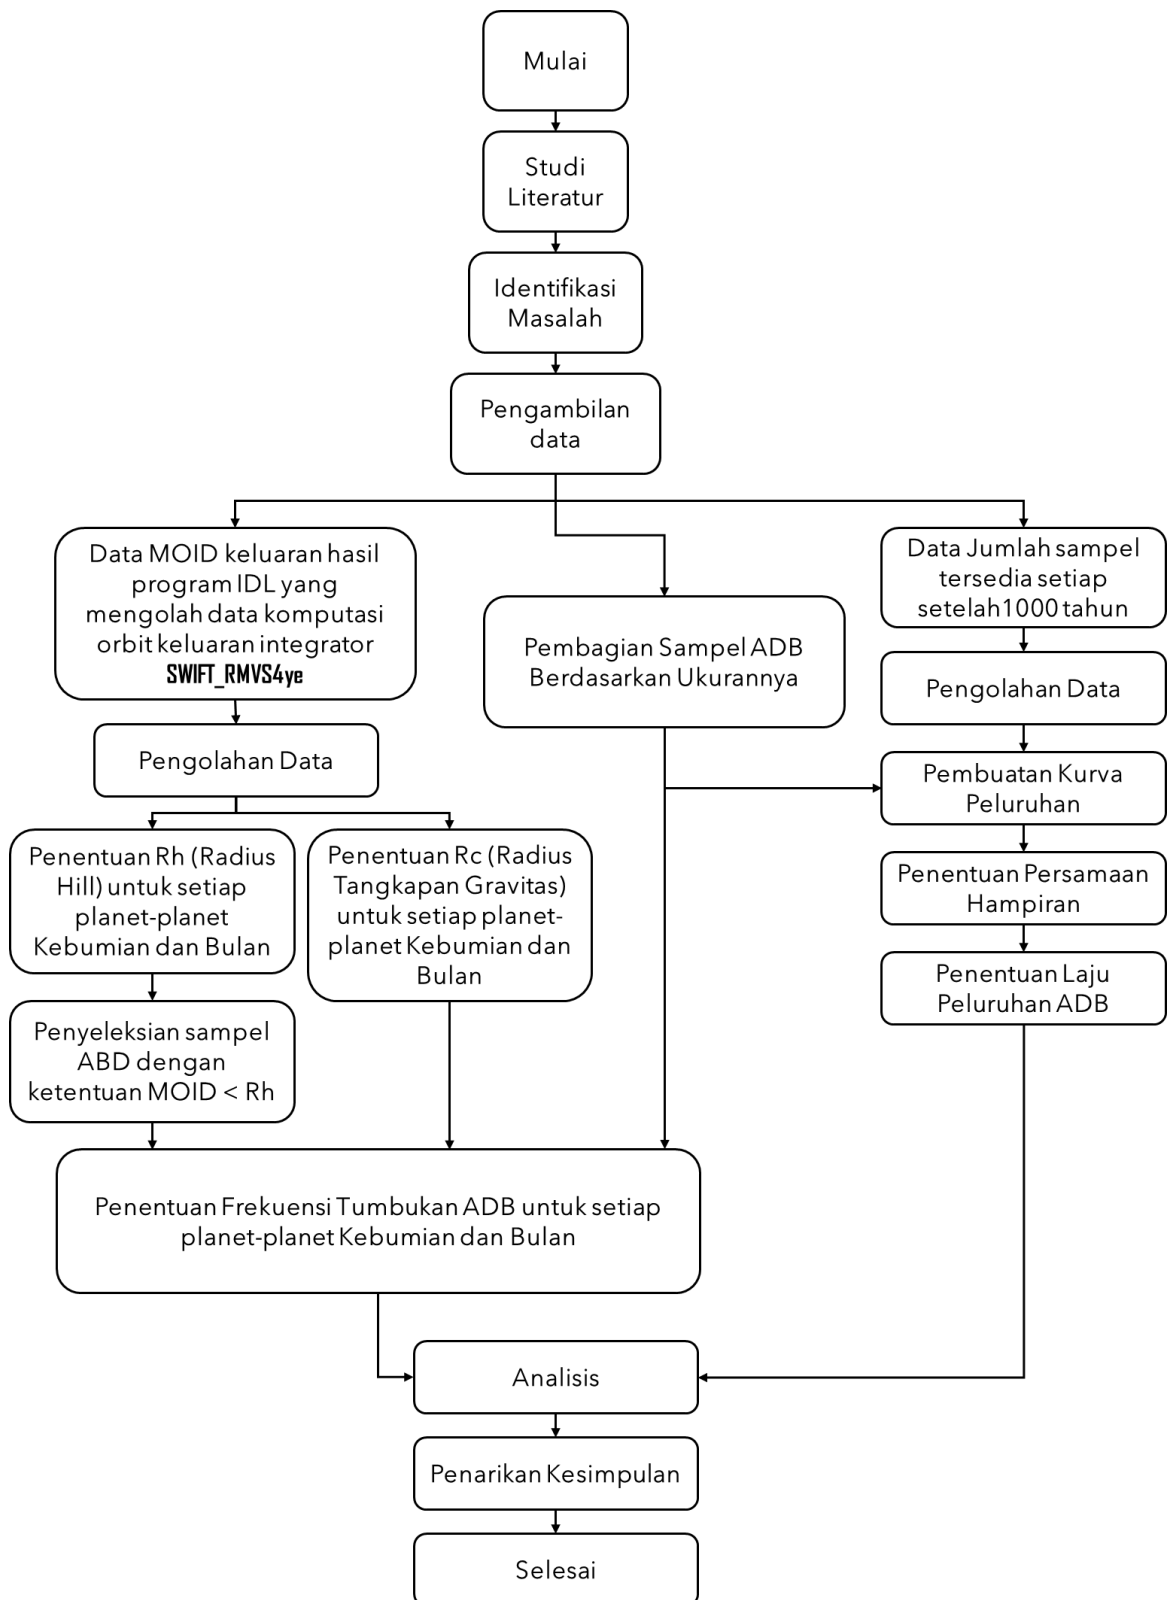 Mulai
Studi
Literatur
Identifikasi
Masalah
Pengambilan
data
Data MOID keluaran hasil
program IDL yang
mengolah data komputasi
orbit keluaran integrator
SWIFT_RMVS4ye
Pembagian Sampel ADB
Berdasarkan Ukurannya
Data Jumlah sampel
tersedia setiap
setelah1000 tahun
Pengolahan Data
Pengolahan Data
Pembuatan Kurva
Peluruhan
Penentuan Rh (Radius
Hill) untuk setiap
planet-planet
Kebumian dan Bulan
Penentuan Rc (Radius
Tangkapan Gravitas)
untuk setiap planet-
planet Kebumian dan
Bulan
Penentuan Persamaan
Hampiran
Penentuan Laju
Peluruhan ADB
Penyeleksian sampel
ABD dengan
ketentuan MOID < Rh
Penentuan Frekuensi Tumbukan ADB untuk setiap
planet-planet Kebumian dan Bulan
Analisis
Penarikan Kesimpulan
Selesai